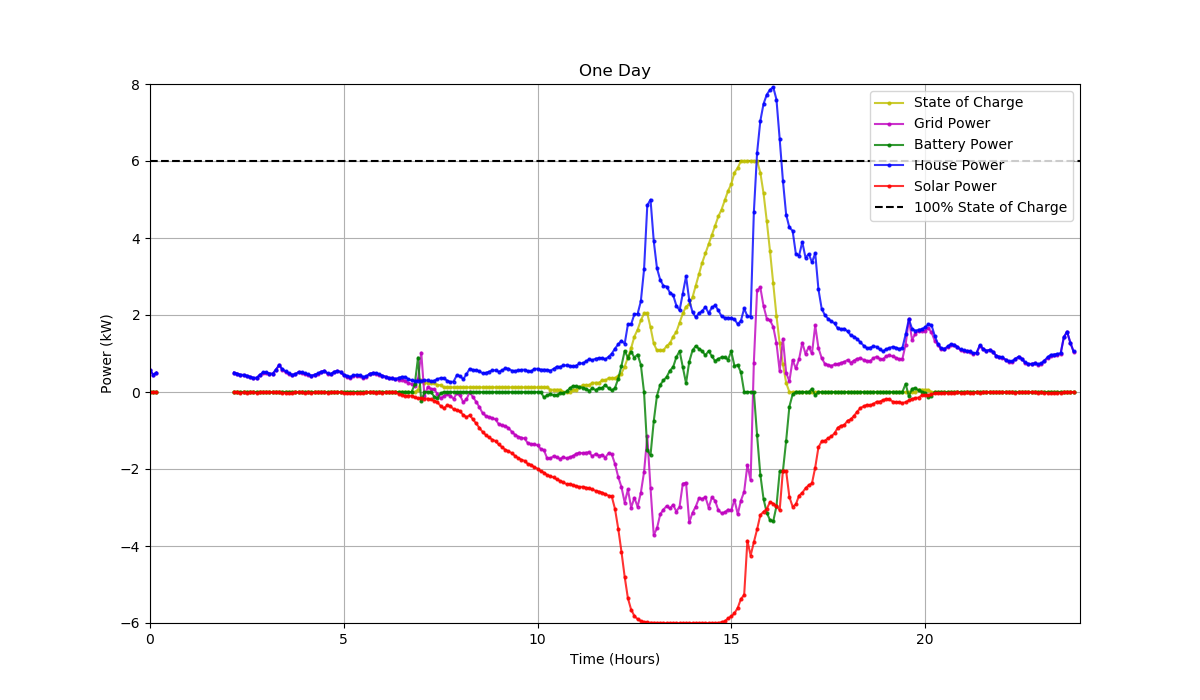 One Day
8
6
4
2
0
−2
−4
−6
Power (kW)
0
5
10
15
20
Time (Hours)
State of Charge
Grid Power
Battery Power
House Power
Solar Power
100% State of Charge